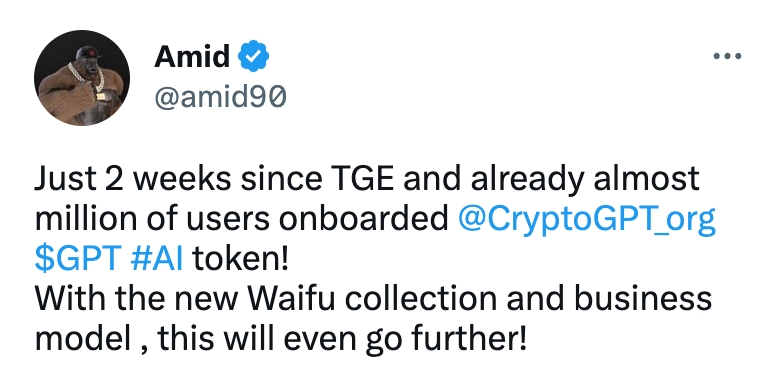 Amid
@amid90
Just 2 weeks since TGE and already almost
million of users onboarded @CryptoGPT_org
$GPT #AI token!
With the new Waifu collection and business
model , this will even go further!